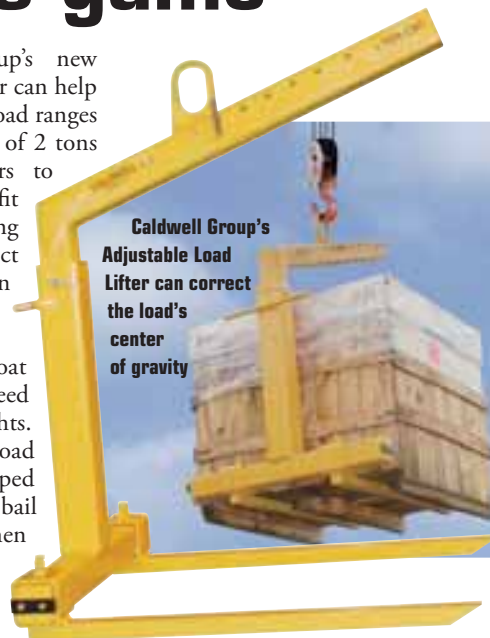 game
up's new
r can help
oad ranges
of 2 tons
rs to
fit
ng
ct
n
oat
eed
hts.
oad
ped
bail
hen
Caldwell Group's
Adjustable Load
Lifter can correct
the load's
center
of gravity